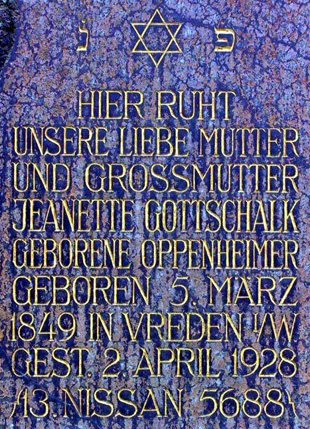 פ נ
HIER RUHT
UNSERE LIEBE MUTTER
UND GROSSMUTTER
JEANETTE GOTTSCHALK
GEBORENE OPPENHEIMER
GEBOREN 5. MÄRZ
1849 IN VREDEN I/W
GEST. 2. APRIL 1928
13. NISSAN 5688